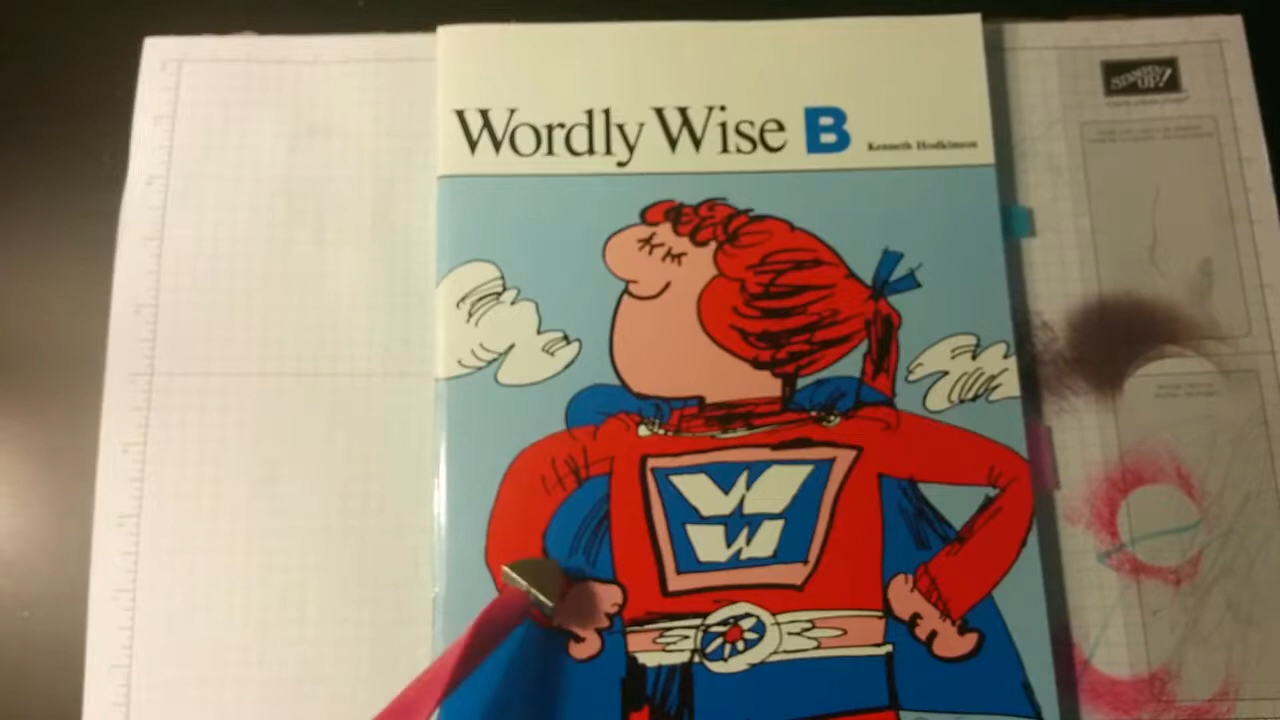 Wordly Wise B
Kenneth Hodkinson
STAMPIN' UP!
W
W